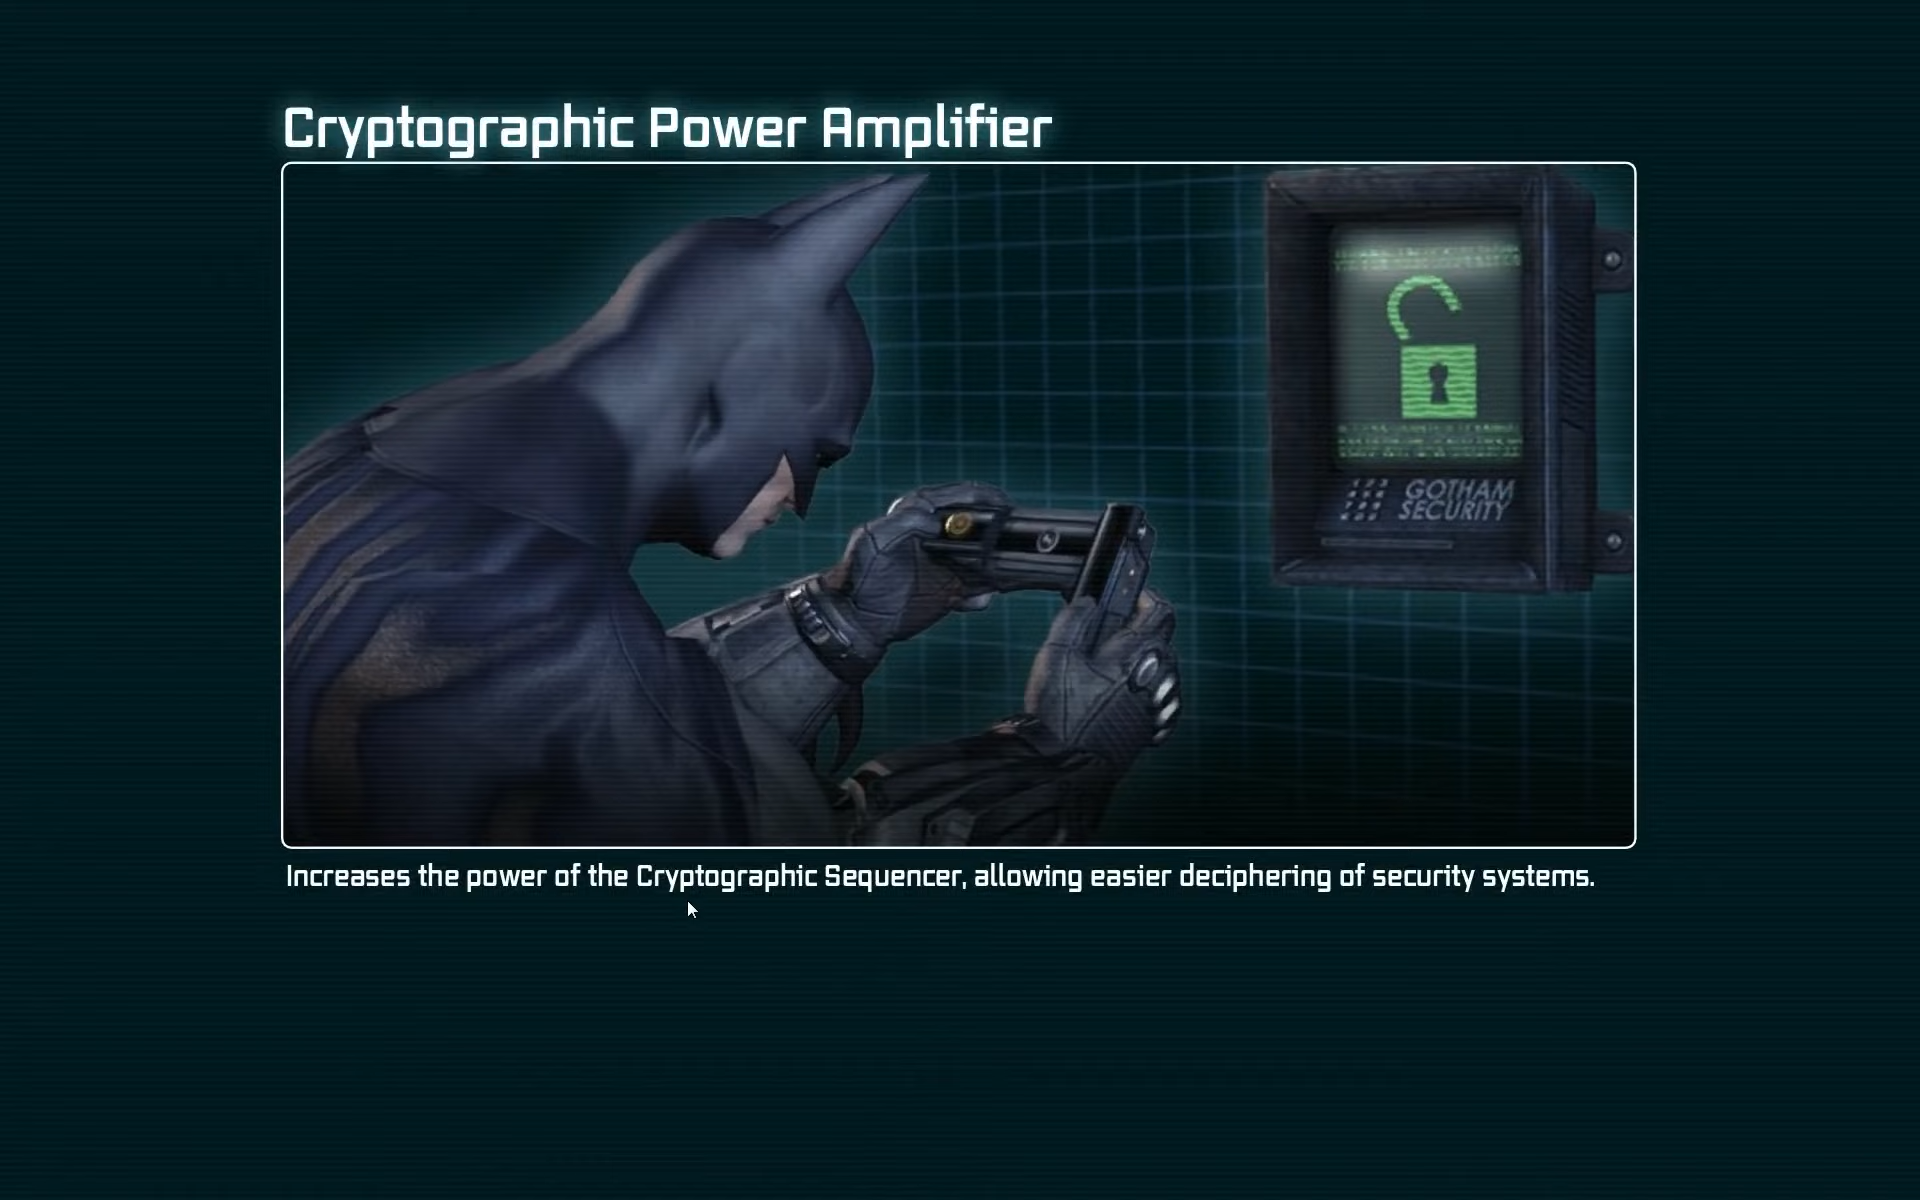 Cryptographic Power Amplifier
GOTHAM
SECURITY
Increases the power of the Cryptographic Sequencer, allowing easier deciphering of security systems.